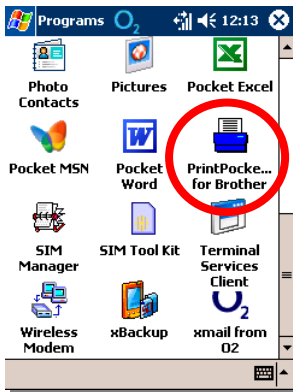 Programs O2 12:13
Photo Contacts Pictures Pocket Excel
Pocket MSN Pocket Word PrintPocke... for Brother
SIM Manager SIM Tool Kit Terminal Services Client
Wireless Modem xBackup O2 xmail from O2